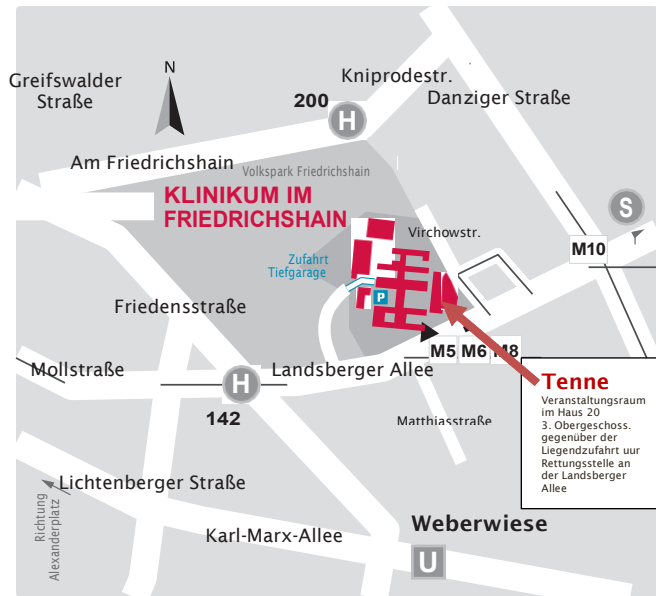 Greifswalder
Straße
N
Kniprodestr.
200
H
Danziger Straße
Am Friedrichshain
Volkspark Friedrichshain
KLINIKUM IM
FRIEDRICHSHAIN
S
Virchowstr.
M10
Zufahrt
Tiefgarage
P
Friedensstraße
M5 M6 M8
Mollstraße
H
Landsberger Allee
142
Matthiasstraße
Tenne
Veranstaltungsraum
im Haus 20
3. Obergeschoss.
gegenüber der
Liegendzufahrt uur
Rettungsstelle an
der Landsberger
Allee
Lichtenberger Straße
Richtung
Alexanderplatz
Karl-Marx-Allee
Weberwiese
U